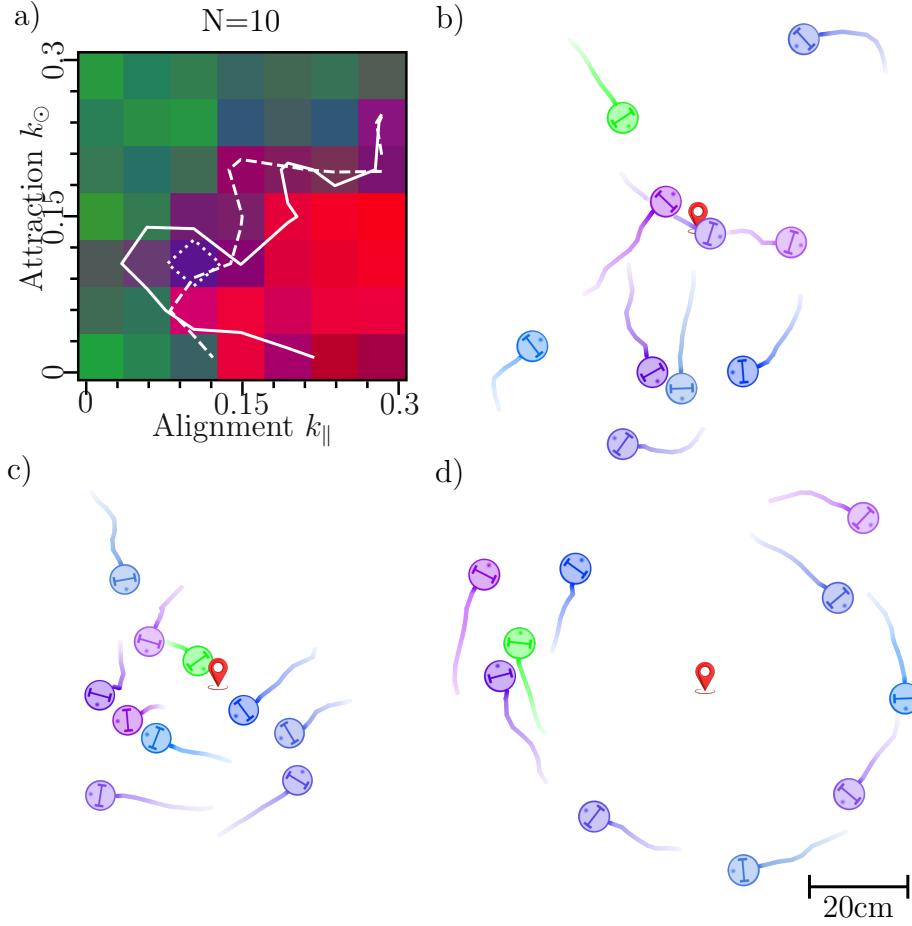 a)
N=10
b)
0.3
0.15
0
Attraction k⊙
0
0.15
0.3
Alignment k∥
c)
d)
20cm